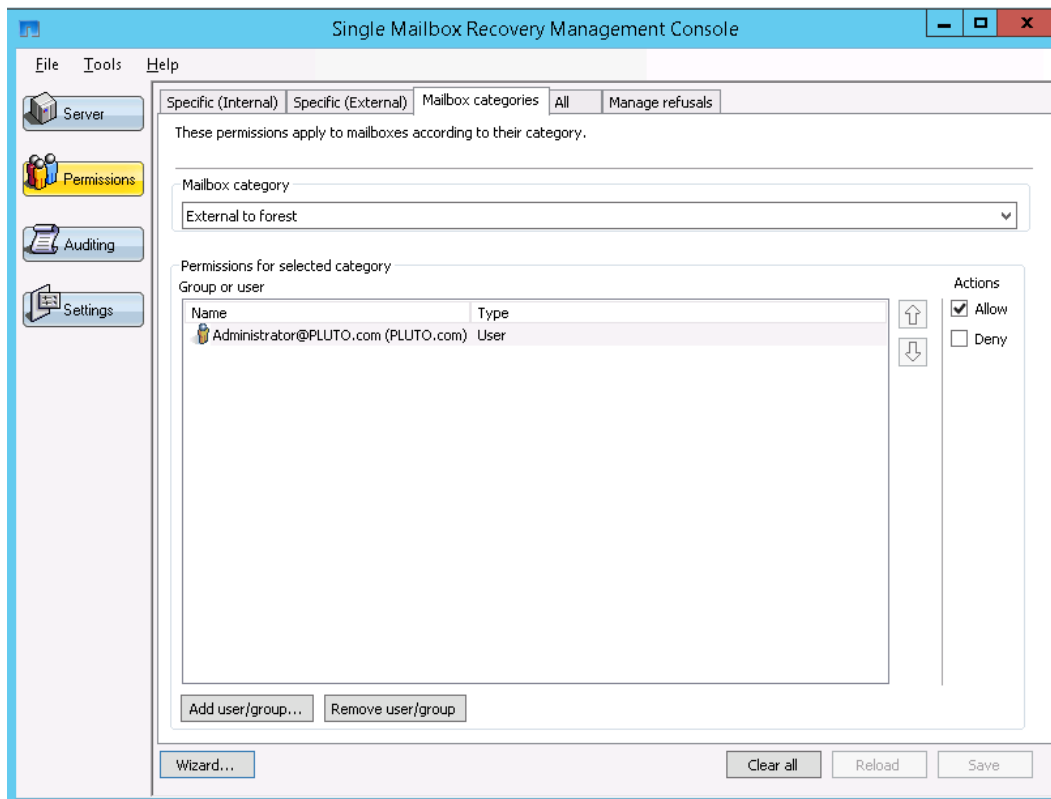 Single Mailbox Recovery Management Console
File Tools Help
Server
Permissions
Auditing
Settings
Specific (Internal) Specific (External) Mailbox categories All Manage refusals
These permissions apply to mailboxes according to their category.
Mailbox category
External to forest
Permissions for selected category
Group or user
Name Type
Administrator@PLUTO.com (PLUTO.com) User
Actions
Allow
Deny
Add user/group... Remove user/group
Wizard... Clear all Reload Save